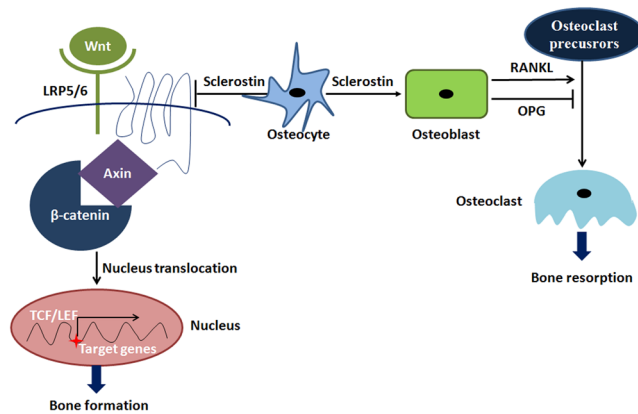 Wnt
LRP5/6
Sclerostin
Osteocyte
Sclerostin
Osteoblast
RANKL
OPG
Osteoclast
precusrors
Axin
β-catenin
Osteoclast
Bone resorption
Nucleus translocation
TCF/LEF
Target genes
Nucleus
Bone formation